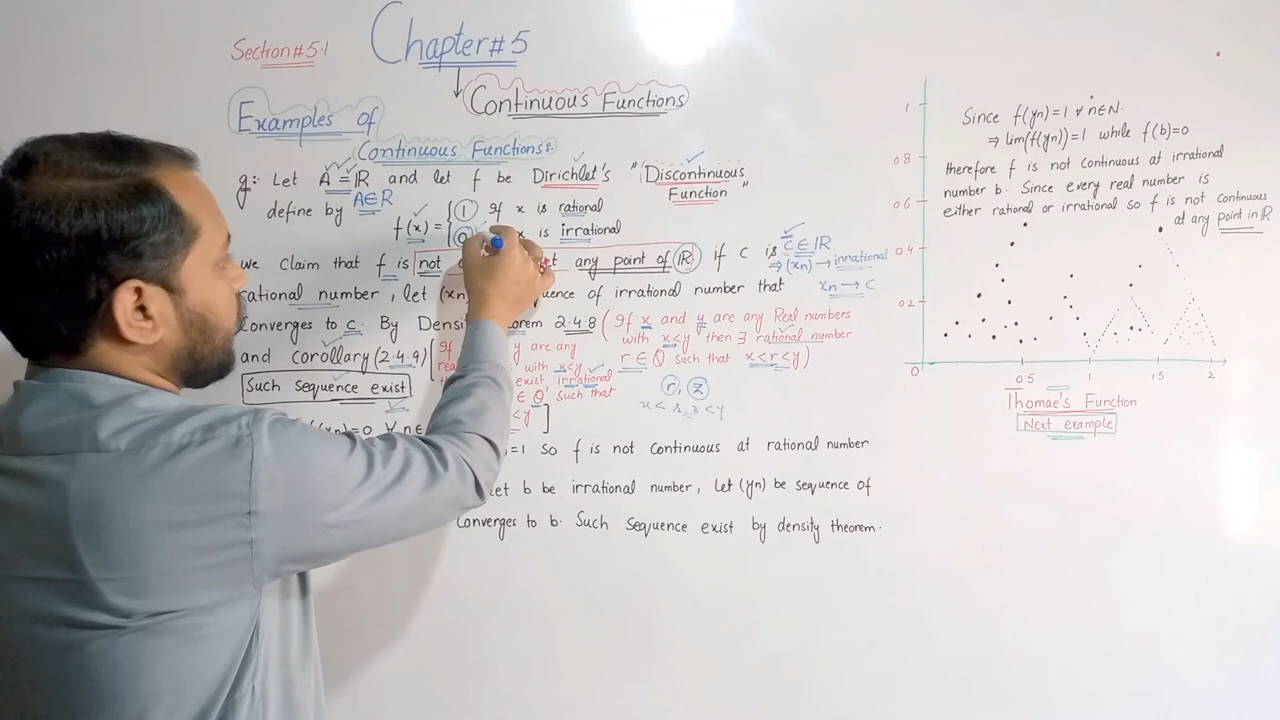 Section#5.1
Chapter#5
Continuous Functions
Examples of
Continuous Functions:
g:- Let A=ℝ and let f be Dirichlet's "Discontinuous Function"
define by A∈R
f(x) = { 1 If x is rational
0 x is irrational
we Claim that f is not at any point of ℝ if c is c∈ℝ
⇒(xn)→irrational
xn→c
rational number, let (xn) of irrational number that
Converges to c. By Density 2.4.8 (If x and y are any Real numbers
with x<y then ∃ rational number
r∈Q such that x<r<y)
and corollary (2.4.9) [If y are any
with x<y
exist irrational
∈ Q' such that
<y]
r, z
x < r, z < y
Such sequence exist
=0 ∀ n∈
=1 so f is not Continuous at rational number
let b be irrational number, let (yn) be sequence of
Converges to b. Such Sequence exist by density theorem.
Since f(yn)=1 ∀ n∈N.
⇒ lim(f(yn))=1 while f(b)=0
therefore f is not Continuous at irrational
number b. Since every real number is
either rational or irrational so f is not Continuous
at any point in ℝ
1
0.8
0.6
0.4
0.2
0
0.5
1
1.5
2
Thomae's Function
Next example